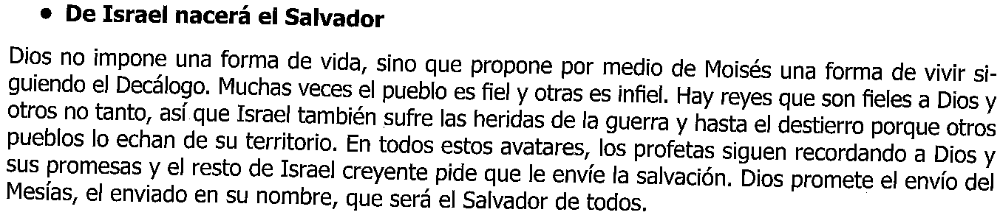 • De Israel nacerá el Salvador
Dios no impone una forma de vida, sino que propone por medio de Moisés una forma de vivir si-
guiendo el Decálogo. Muchas veces el pueblo es fiel y otras es infiel. Hay reyes que son fieles a Dios y
otros no tanto, así que Israel también sufre las heridas de la guerra y hasta el destierro porque otros
pueblos lo echan de su territorio. En todos estos avatares, los profetas siguen recordando a Dios y
sus promesas y el resto de Israel creyente pide que le envíe la salvación. Dios promete el envío del
Mesías, el enviado en su nombre, que será el Salvador de todos.